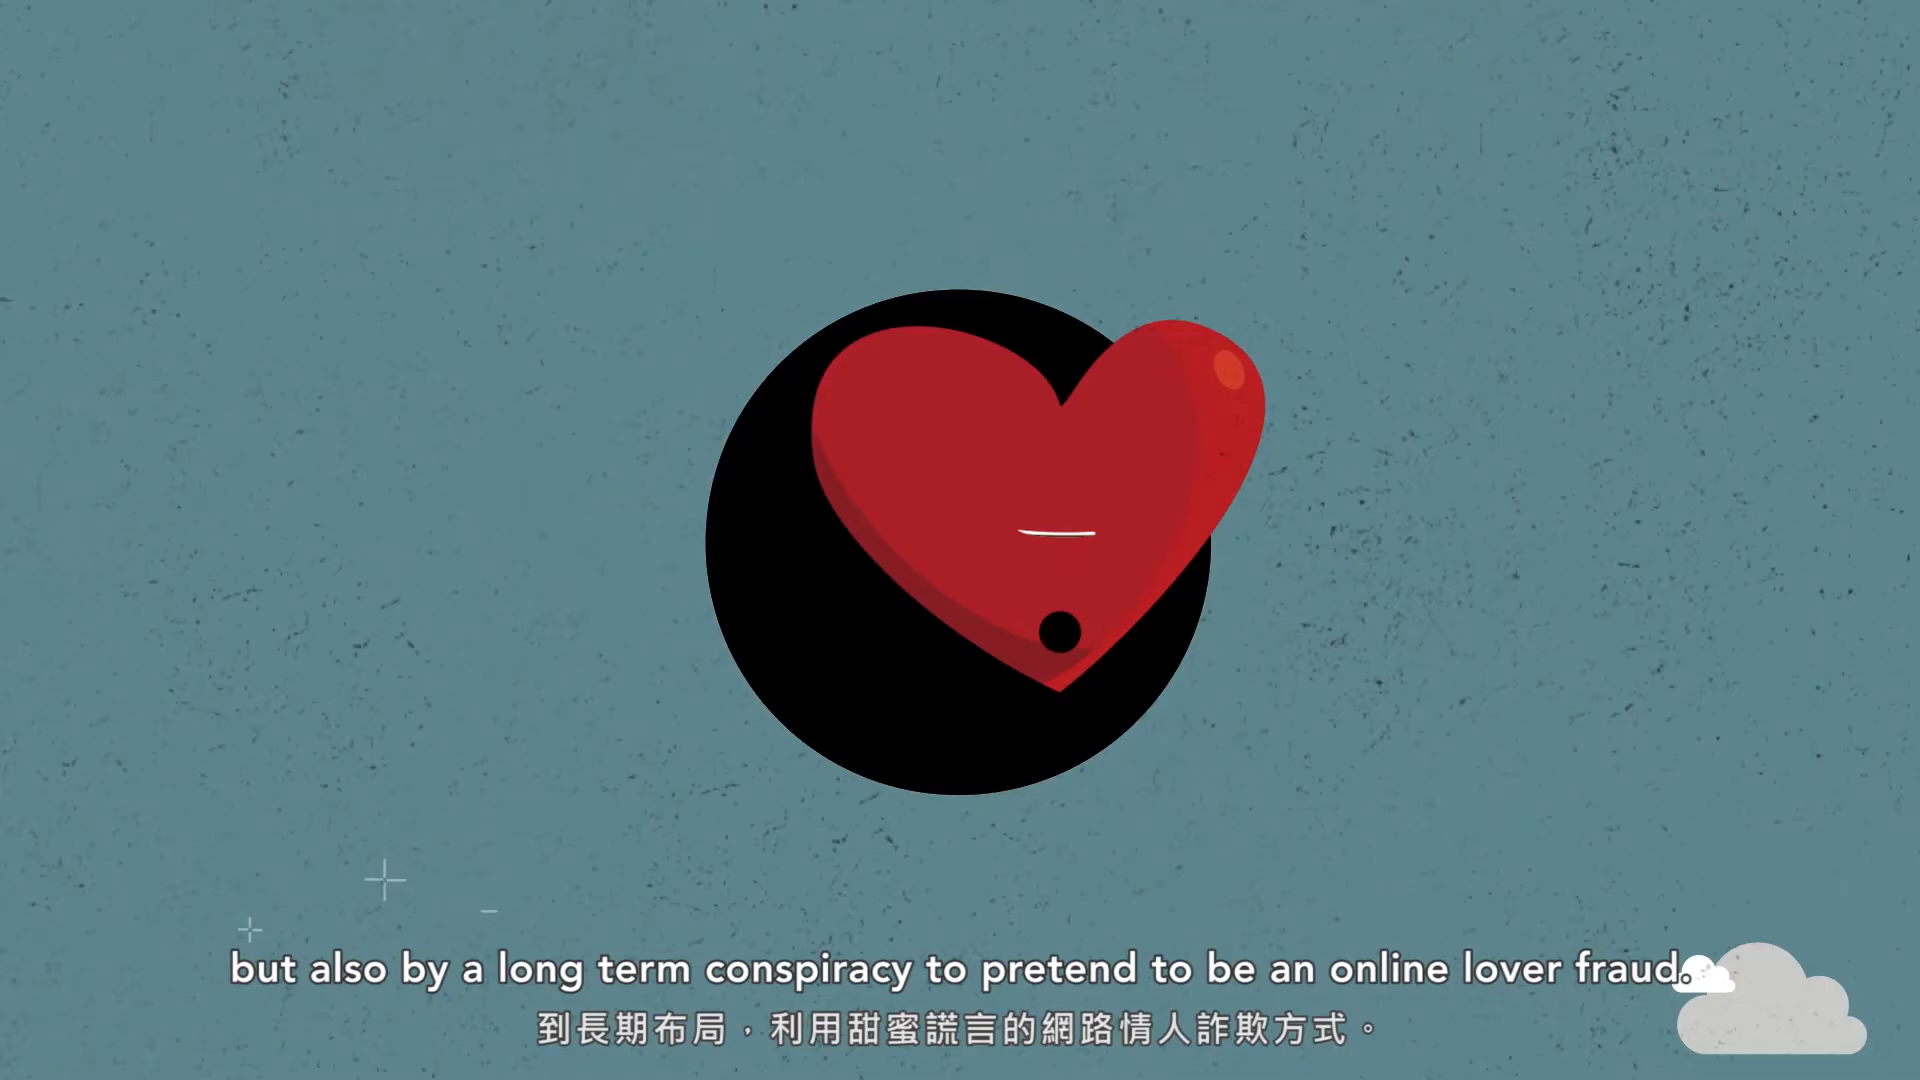 but also by a long term conspiracy to pretend to be an online lover fraud.
到長期布局，利用甜蜜謊言的網路情人詐欺方式。